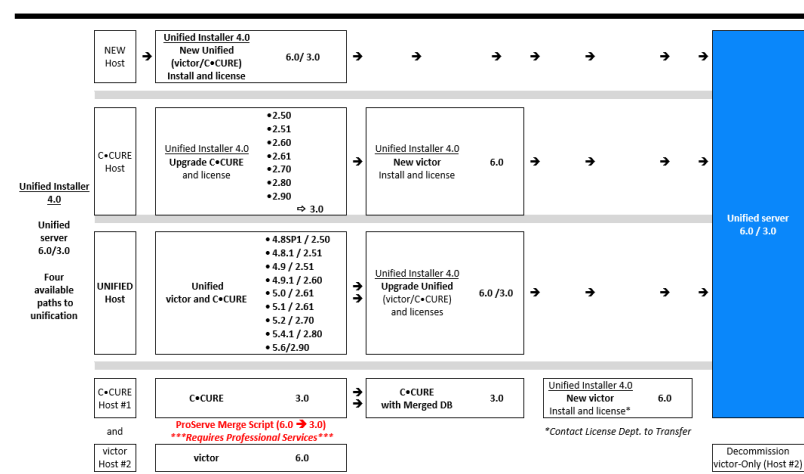 Unified Installer
4.0
Unified
server
6.0/3.0
Four
available
paths to
unification
NEW
Host
➔
Unified Installer 4.0
New Unified
(victor/C•CURE)
Install and license
6.0/ 3.0
➔ ➔ ➔ ➔ ➔ ➔ ➔
C•CURE
Host
Unified Installer 4.0
Upgrade C•CURE
and license
•2.50
•2.51
•2.60
•2.61
•2.70
•2.80
•2.90
⇨ 3.0
➔
Unified Installer 4.0
New victor
Install and license
6.0
➔ ➔ ➔ ➔
UNIFIED
Host
Unified
victor and C•CURE
• 4.8SP1 / 2.50
• 4.8.1 / 2.51
• 4.9 / 2.51
• 4.9.1 / 2.60
• 5.0 / 2.61
• 5.1 / 2.61
• 5.2 / 2.70
• 5.4.1 / 2.80
• 5.6/2.90
➔
➔
Unified Installer 4.0
Upgrade Unified
(victor/C•CURE)
and licenses
6.0 /3.0
➔ ➔ ➔ ➔
Unified server
6.0 / 3.0
C•CURE
Host #1
C•CURE
3.0
➔
➔
C•CURE
with Merged DB
3.0
Unified Installer 4.0
New victor
Install and license*
6.0
➔
and
ProServe Merge Script (6.0 ➔ 3.0)
***Requires Professional Services***
*Contact License Dept. to Transfer
victor
Host #2
victor
6.0
Decommission
victor-Only (Host #2)